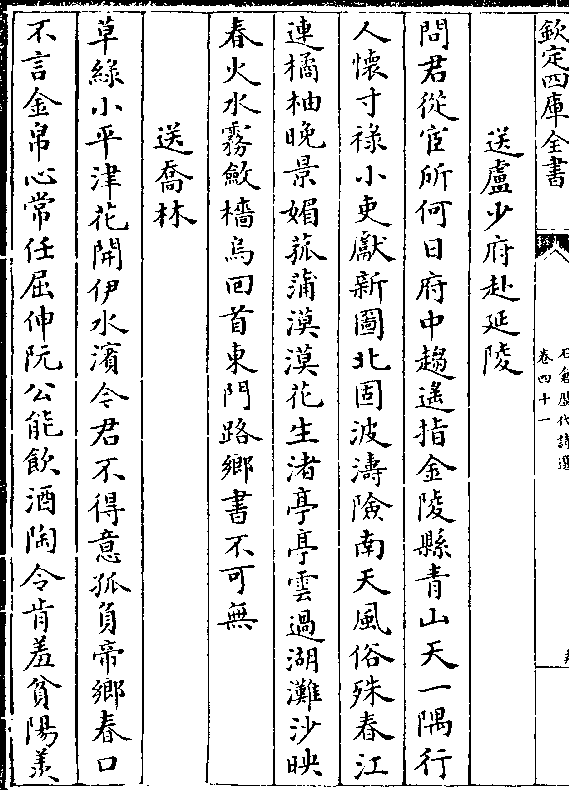 欽定四庫全書
石倉歷代詩選
卷四十一
送盧少府赴延陵
問君從宦所何日府中趨遙指金陵縣青山天一隅行
人懷寸祿小吏獻新圖北固波濤險南天風俗殊春江
連橘柚晚景媚菰蒲漠漠花生渚亭亭雲過湖灘沙映
春火水霧斂檣烏回首東門路鄉書不可無
送喬林
草綠小平津花開伊水濱今君不得意孤負帝鄉春口
不言金帛心常任屈伸阮公能飲酒陶令肯羞貧陽羨